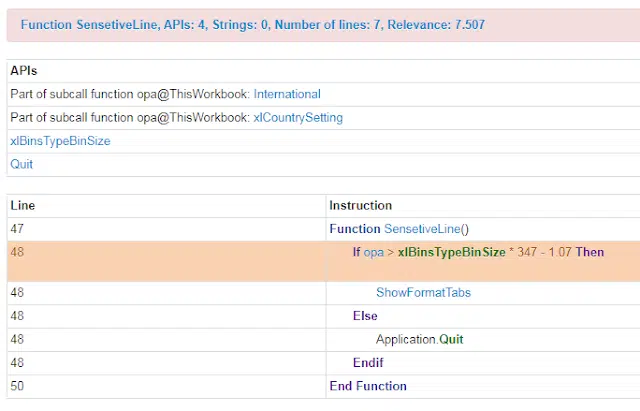 Function SensetiveLine, APIs: 4, Strings: 0, Number of lines: 7, Relevance: 7.507
APIs
Part of subcall function opa@ThisWorkbook: International
Part of subcall function opa@ThisWorkbook: xlCountrySetting
xlBinsTypeBinSize
Quit
Line Instruction
47 Function SensetiveLine()
48 If opa > xlBinsTypeBinSize * 347 - 1.07 Then
48 ShowFormatTabs
48 Else
48 Application.Quit
48 Endif
50 End Function